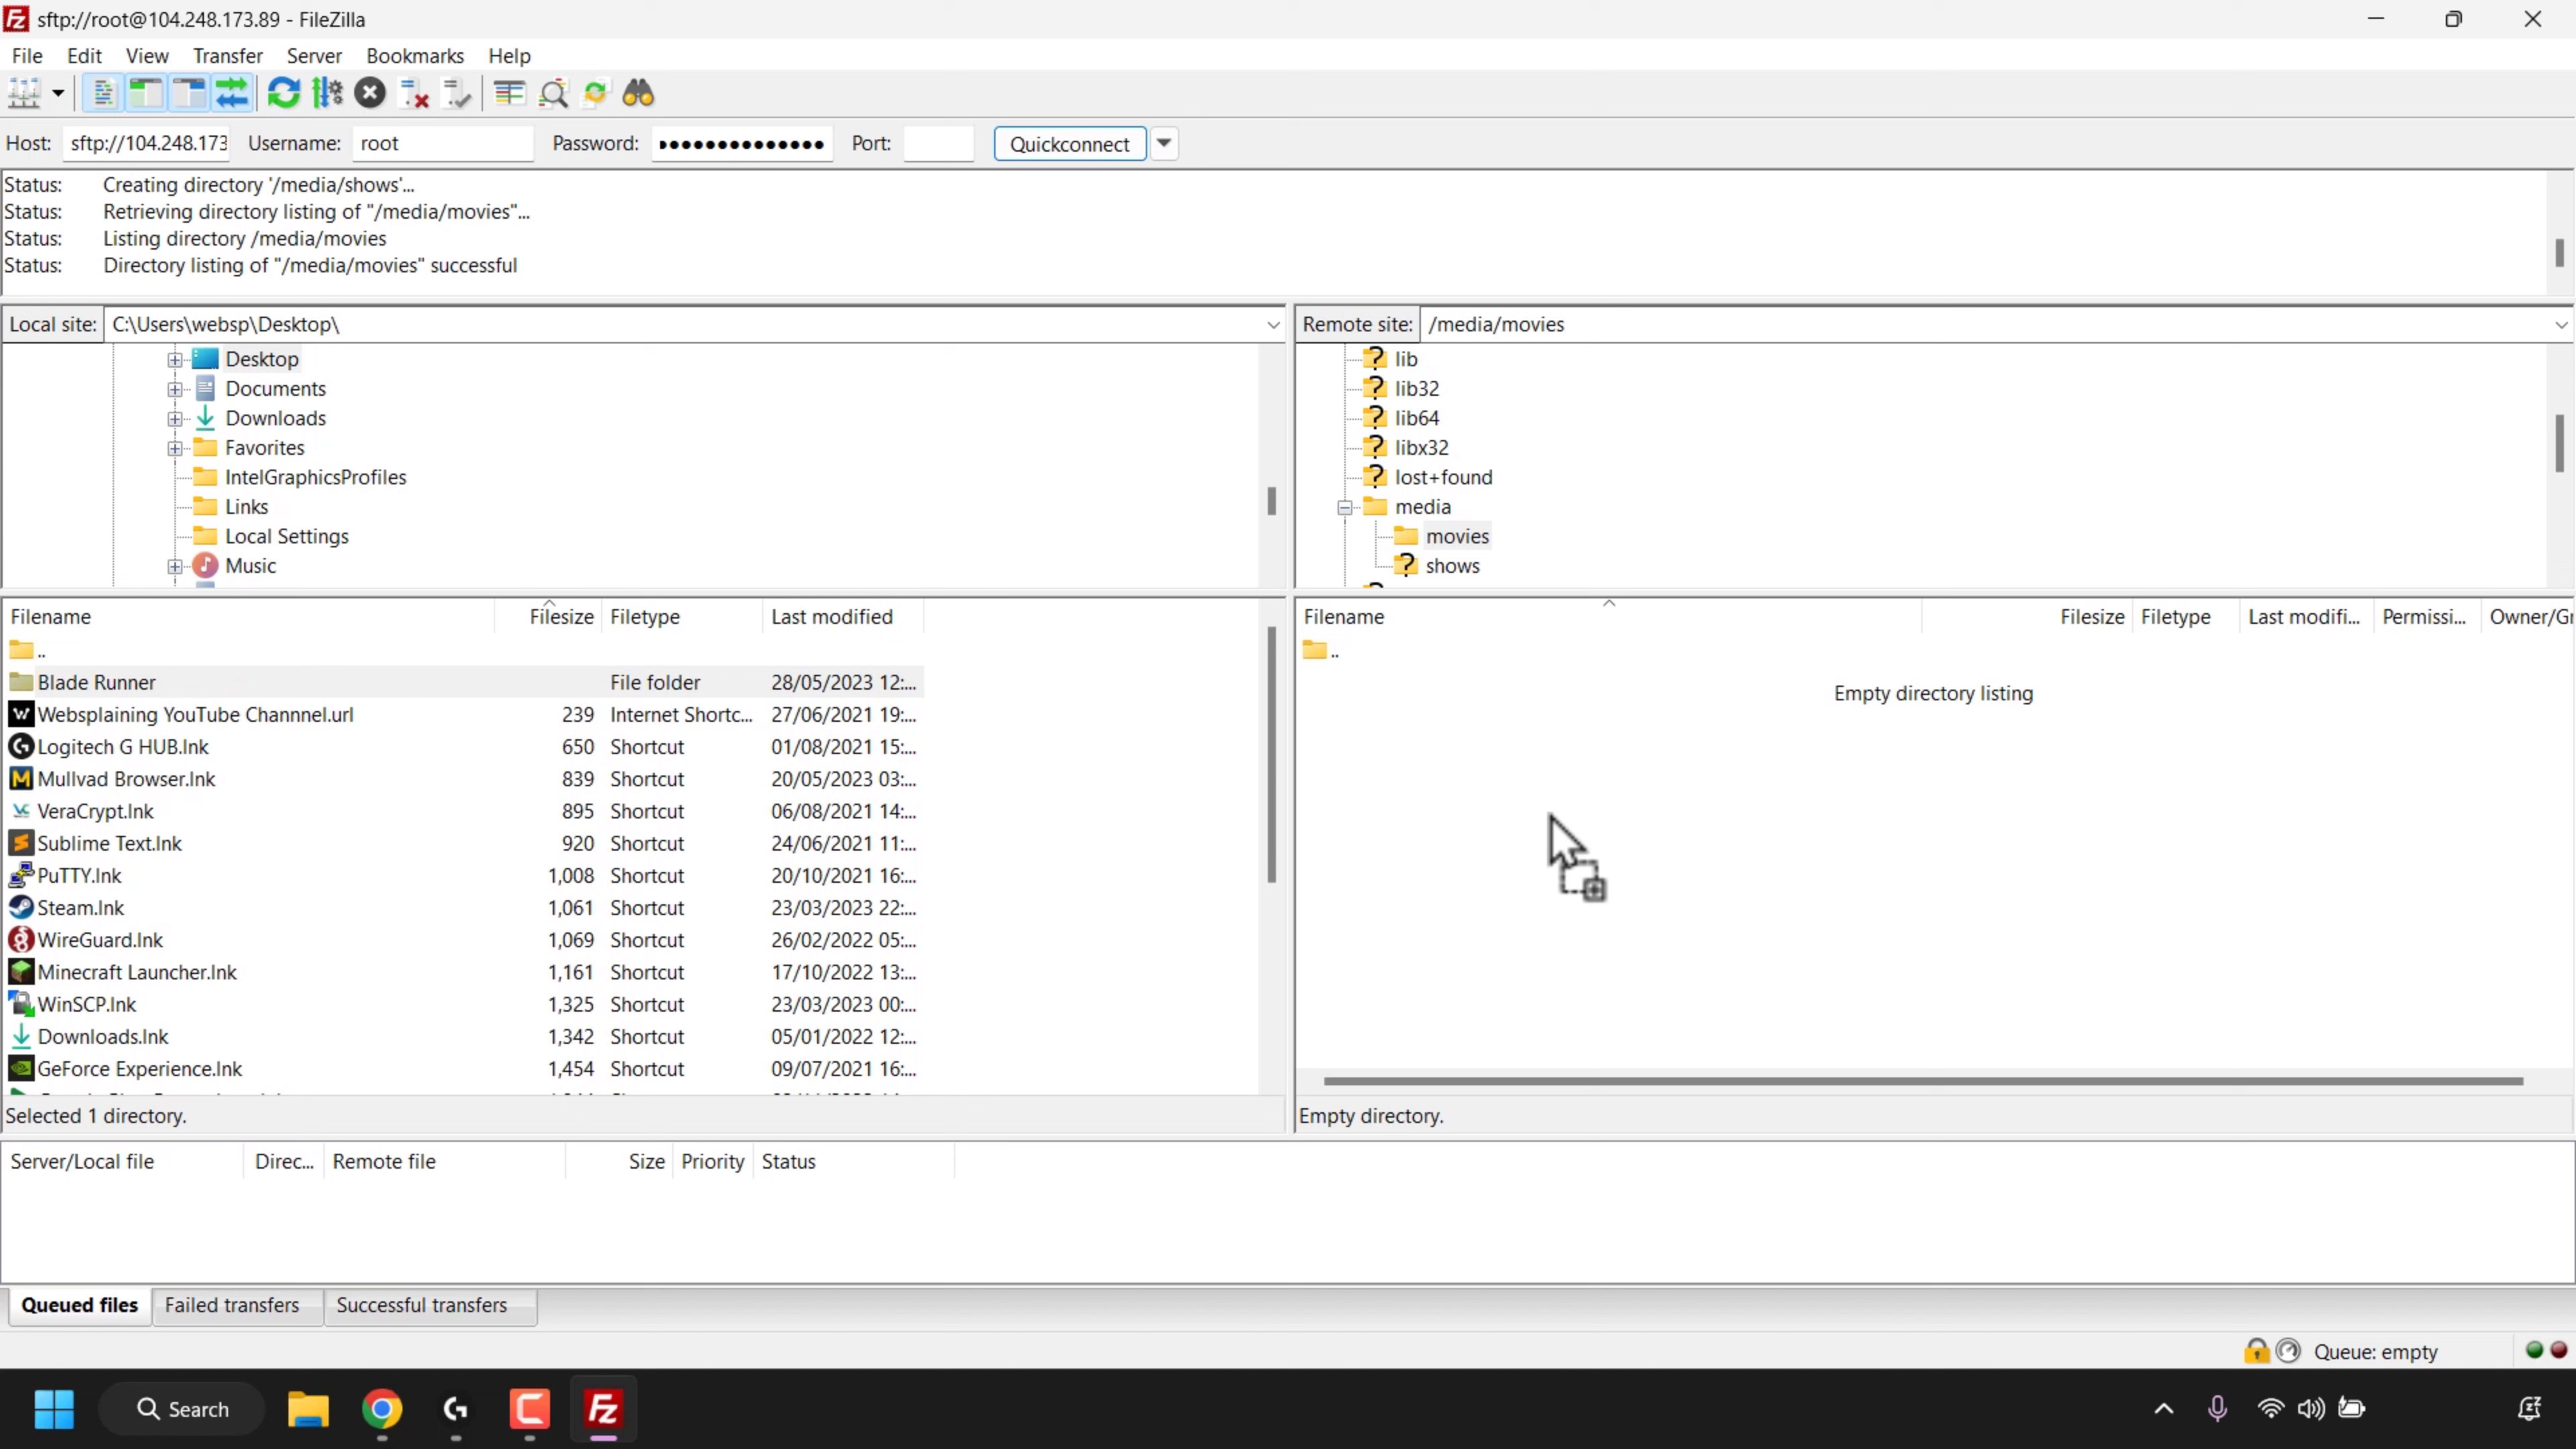 sftp://root@104.248.173.89 - FileZilla
File Edit View Transfer Server Bookmarks Help
Host: sftp://104.248.173 Username: root Password: •••••••••••••• Port: Quickconnect
Status: Creating directory '/media/shows'...
Status: Retrieving directory listing of "/media/movies"...
Status: Listing directory /media/movies
Status: Directory listing of "/media/movies" successful
Local site: C:\Users\websp\Desktop\
Desktop
Documents
Downloads
Favorites
IntelGraphicsProfiles
Links
Local Settings
Music
Remote site: /media/movies
lib
lib32
lib64
libx32
lost+found
media
movies
shows
Filename Filesize Filetype Last modified
..
Blade Runner File folder 28/05/2023 12:...
Websplaining YouTube Channnel.url 239 Internet Shortc... 27/06/2021 19:...
Logitech G HUB.lnk 650 Shortcut 01/08/2021 15:...
Mullvad Browser.lnk 839 Shortcut 20/05/2023 03:...
VeraCrypt.lnk 895 Shortcut 06/08/2021 14:...
Sublime Text.lnk 920 Shortcut 24/06/2021 11:...
PuTTY.lnk 1,008 Shortcut 20/10/2021 16:...
Steam.lnk 1,061 Shortcut 23/03/2023 22:...
WireGuard.lnk 1,069 Shortcut 26/02/2022 05:...
Minecraft Launcher.lnk 1,161 Shortcut 17/10/2022 13:...
WinSCP.lnk 1,325 Shortcut 23/03/2023 00:...
Downloads.lnk 1,342 Shortcut 05/01/2022 12:...
GeForce Experience.lnk 1,454 Shortcut 09/07/2021 16:...
Selected 1 directory.
Filename Filesize Filetype Last modifi... Permissi... Owner/Gr
..
Empty directory listing
Empty directory.
Server/Local file Direc... Remote file Size Priority Status
Queued files Failed transfers Successful transfers
Queue: empty
Search